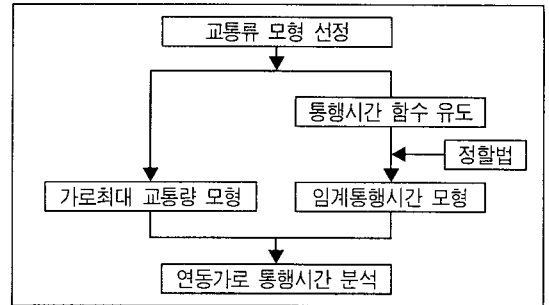 교통류 모형 선정
통행시간 함수 유도
정할법
가로최대 교통량 모형
임계통행시간 모형
연동가로 통행시간 분석